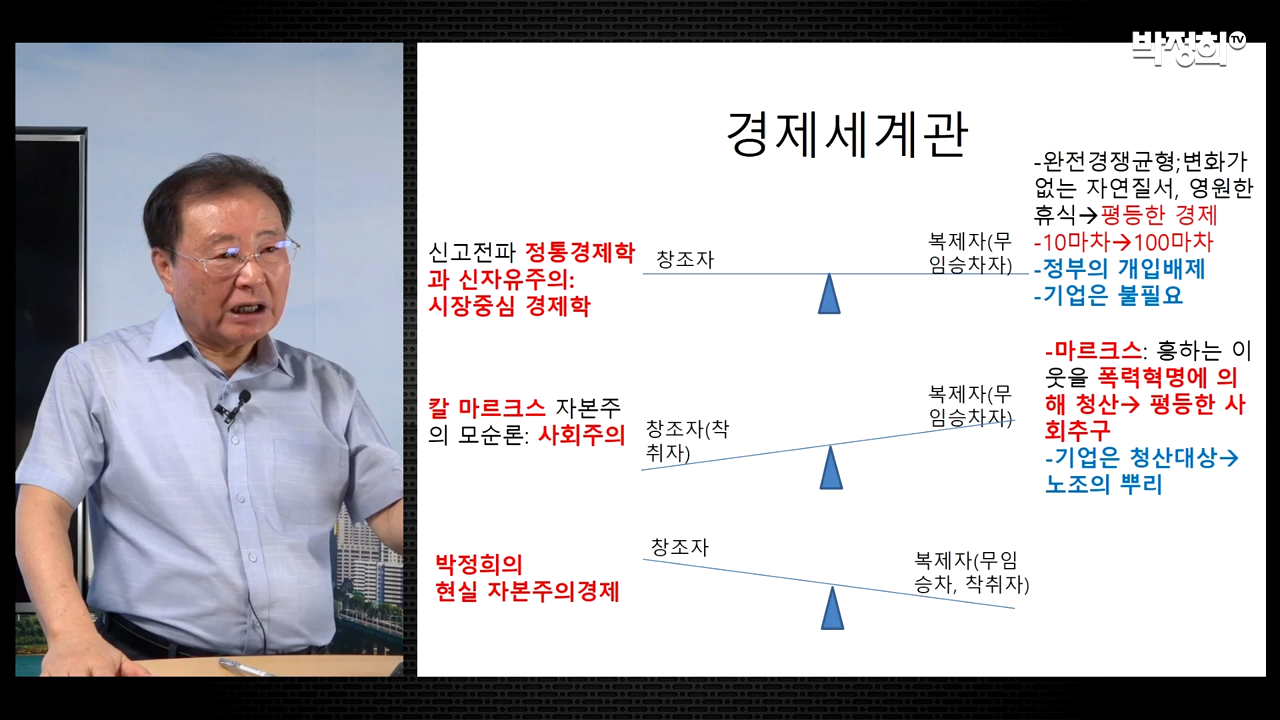 박정희TV
경제세계관
신고전파 정통경제학
과 신자유주의:
시장중심 경제학
창조자
복제자(무
임승차자)
-완전경쟁균형;변화가
없는 자연질서, 영원한
휴식→평등한 경제
-10마차→100마차
-정부의 개입배제
-기업은 불필요
칼 마르크스 자본주
의 모순론: 사회주의
창조자(착
취자)
복제자(무
임승차자)
-마르크스: 흥하는 이
웃을 폭력혁명에 의
해 청산→ 평등한 사
회추구
-기업은 청산대상→
노조의 뿌리
박정희의
현실 자본주의경제
창조자
복제자(무임
승차, 착취자)